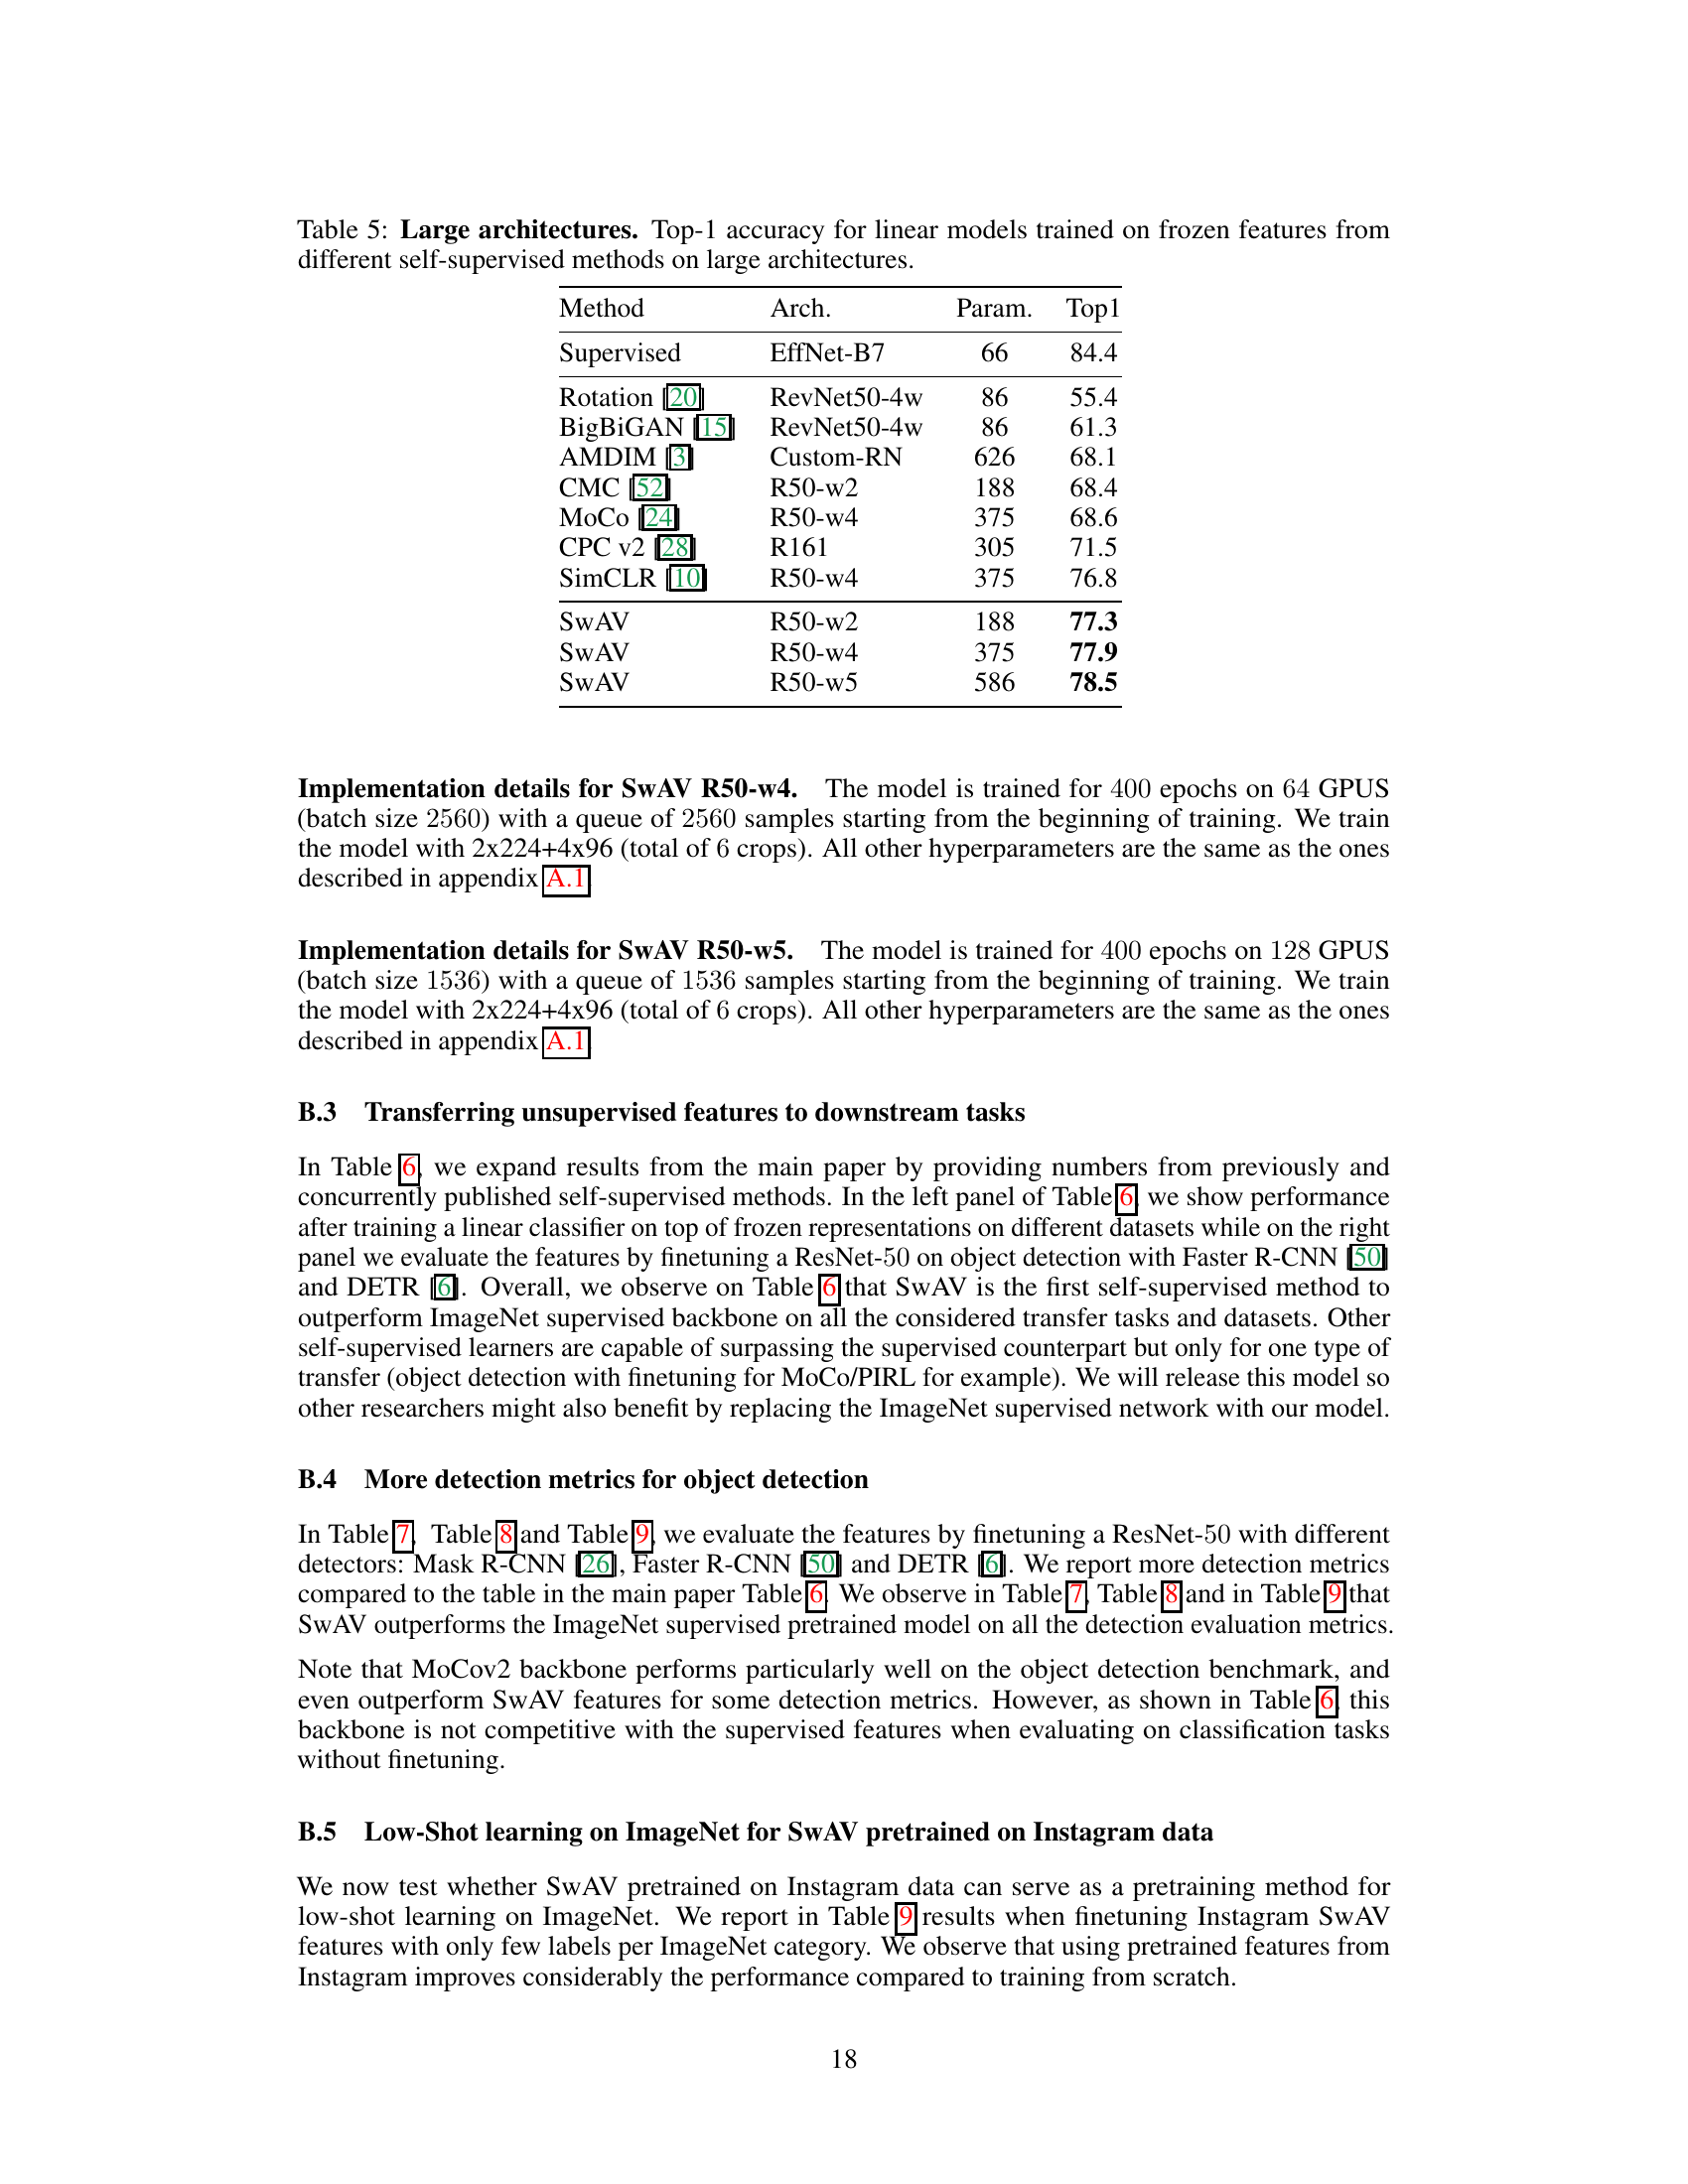 Table 5: Large architectures. Top-1 accuracy for linear models trained on frozen features from
different self-supervised methods on large architectures.
Method Arch. Param. Top1
Supervised EffNet-B7 66 84.4
Rotation [20] RevNet50-4w 86 55.4
BigBiGAN [15] RevNet50-4w 86 61.3
AMDIM [3] Custom-RN 626 68.1
CMC [52] R50-w2 188 68.4
MoCo [24] R50-w4 375 68.6
CPC v2 [28] R161 305 71.5
SimCLR [10] R50-w4 375 76.8
SwAV R50-w2 188 77.3
SwAV R50-w4 375 77.9
SwAV R50-w5 586 78.5
Implementation details for SwAV R50-w4. The model is trained for 400 epochs on 64 GPUS
(batch size 2560) with a queue of 2560 samples starting from the beginning of training. We train
the model with 2x224+4x96 (total of 6 crops). All other hyperparameters are the same as the ones
described in appendix A.1.
Implementation details for SwAV R50-w5. The model is trained for 400 epochs on 128 GPUS
(batch size 1536) with a queue of 1536 samples starting from the beginning of training. We train
the model with 2x224+4x96 (total of 6 crops). All other hyperparameters are the same as the ones
described in appendix A.1.
B.3 Transferring unsupervised features to downstream tasks
In Table 6, we expand results from the main paper by providing numbers from previously and
concurrently published self-supervised methods. In the left panel of Table 6, we show performance
after training a linear classifier on top of frozen representations on different datasets while on the right
panel we evaluate the features by finetuning a ResNet-50 on object detection with Faster R-CNN [50]
and DETR [6]. Overall, we observe on Table 6 that SwAV is the first self-supervised method to
outperform ImageNet supervised backbone on all the considered transfer tasks and datasets. Other
self-supervised learners are capable of surpassing the supervised counterpart but only for one type of
transfer (object detection with finetuning for MoCo/PIRL for example). We will release this model so
other researchers might also benefit by replacing the ImageNet supervised network with our model.
B.4 More detection metrics for object detection
In Table 7, Table 8 and Table 9, we evaluate the features by finetuning a ResNet-50 with different
detectors: Mask R-CNN [26], Faster R-CNN [50] and DETR [6]. We report more detection metrics
compared to the table in the main paper Table 6. We observe in Table 7, Table 8 and in Table 9 that
SwAV outperforms the ImageNet supervised pretrained model on all the detection evaluation metrics.
Note that MoCov2 backbone performs particularly well on the object detection benchmark, and
even outperform SwAV features for some detection metrics. However, as shown in Table 6, this
backbone is not competitive with the supervised features when evaluating on classification tasks
without finetuning.
B.5 Low-Shot learning on ImageNet for SwAV pretrained on Instagram data
We now test whether SwAV pretrained on Instagram data can serve as a pretraining method for
low-shot learning on ImageNet. We report in Table 9 results when finetuning Instagram SwAV
features with only few labels per ImageNet category. We observe that using pretrained features from
Instagram improves considerably the performance compared to training from scratch.
18